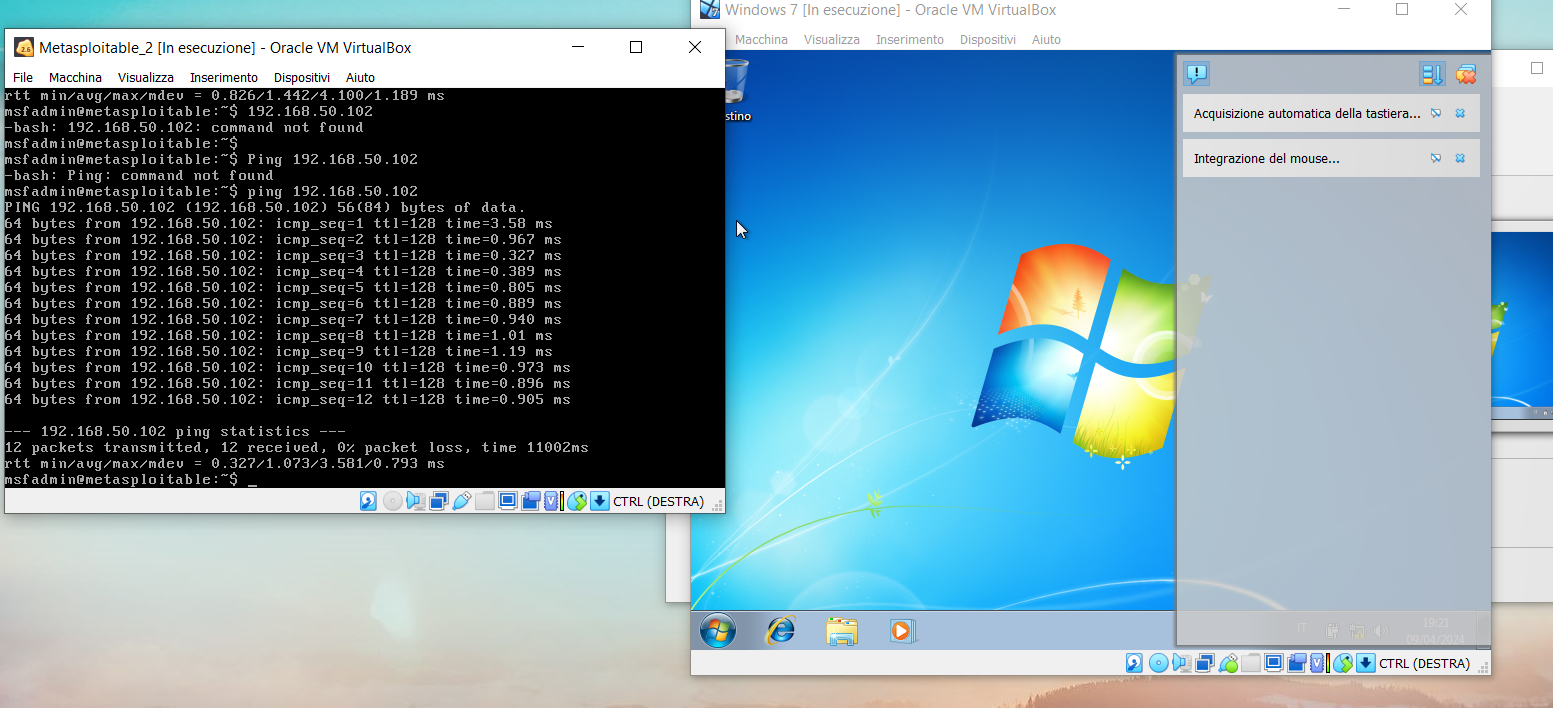 Metasploitable_2 [In esecuzione] - Oracle VM VirtualBox
File Macchina Visualizza Inserimento Dispositivi Aiuto
rtt min/avg/max/mdev = 0.826/1.442/4.100/1.189 ms
msfadmin@metasploitable:~$ 192.168.50.102
-bash: 192.168.50.102: command not found
msfadmin@metasploitable:~$
msfadmin@metasploitable:~$ Ping 192.168.50.102
-bash: Ping: command not found
msfadmin@metasploitable:~$ ping 192.168.50.102
PING 192.168.50.102 (192.168.50.102) 56(84) bytes of data.
64 bytes from 192.168.50.102: icmp_seq=1 ttl=128 time=3.58 ms
64 bytes from 192.168.50.102: icmp_seq=2 ttl=128 time=0.967 ms
64 bytes from 192.168.50.102: icmp_seq=3 ttl=128 time=0.327 ms
64 bytes from 192.168.50.102: icmp_seq=4 ttl=128 time=0.389 ms
64 bytes from 192.168.50.102: icmp_seq=5 ttl=128 time=0.805 ms
64 bytes from 192.168.50.102: icmp_seq=6 ttl=128 time=0.889 ms
64 bytes from 192.168.50.102: icmp_seq=7 ttl=128 time=0.940 ms
64 bytes from 192.168.50.102: icmp_seq=8 ttl=128 time=1.01 ms
64 bytes from 192.168.50.102: icmp_seq=9 ttl=128 time=1.19 ms
64 bytes from 192.168.50.102: icmp_seq=10 ttl=128 time=0.973 ms
64 bytes from 192.168.50.102: icmp_seq=11 ttl=128 time=0.896 ms
64 bytes from 192.168.50.102: icmp_seq=12 ttl=128 time=0.905 ms
--- 192.168.50.102 ping statistics ---
12 packets transmitted, 12 received, 0% packet loss, time 11002ms
rtt min/avg/max/mdev = 0.327/1.073/3.581/0.793 ms
msfadmin@metasploitable:~$ _
CTRL (DESTRA)
Windows 7 [In esecuzione] - Oracle VM VirtualBox
Macchina Visualizza Inserimento Dispositivi Aiuto
stino
Acquisizione automatica della tastiera...
Integrazione del mouse...
IT
19:21
09/04/2024
CTRL (DESTRA)